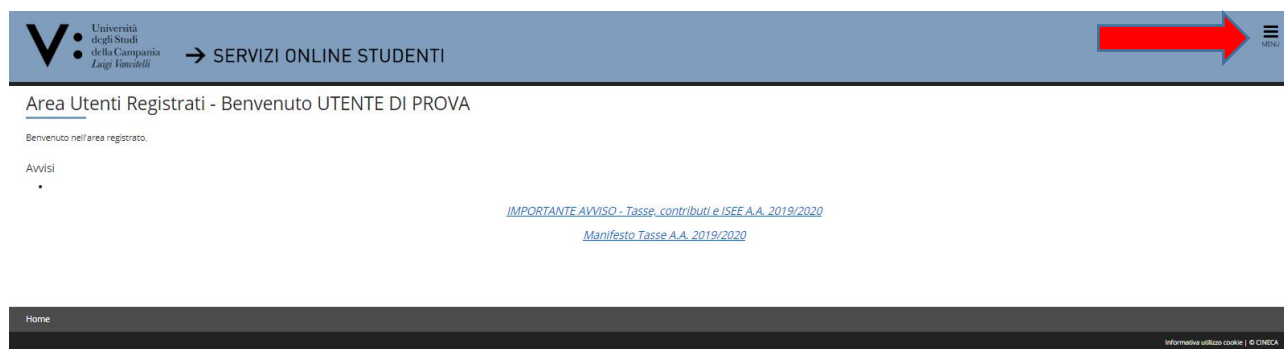 Università
degli Studi
della Campania
Luigi Vanvitelli
→ SERVIZI ONLINE STUDENTI
MENU
Area Utenti Registrati - Benvenuto UTENTE DI PROVA
Benvenuto nell'area registrato.
Avvisi
IMPORTANTE AVVISO - Tasse, contributi e ISEE A.A. 2019/2020
Manifesto Tasse A.A. 2019/2020
Home
Informativa utilizzo cookie | © CINECA